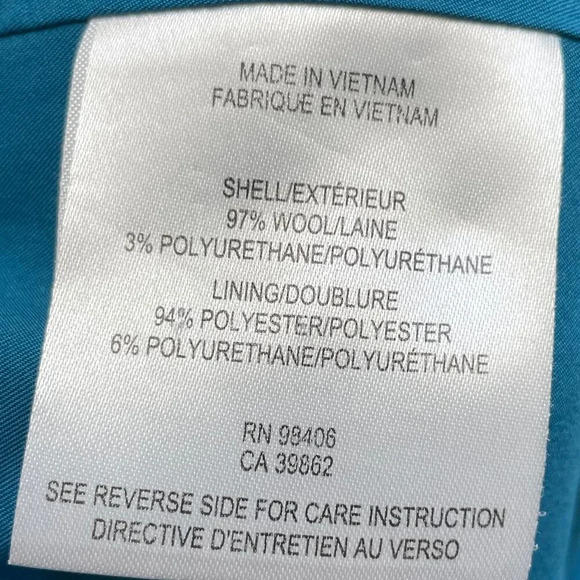 MADE IN VIETNAM
FABRIQUÉ EN VIETNAM
SHELL/EXTÉRIEUR
97% WOOL/LAINE
3% POLYURETHANE/POLYURÉTHANE
LINING/DOUBLURE
94% POLYESTER/POLYESTER
6% POLYURETHANE/POLYURÉTHANE
RN 98406
CA 39862
SEE REVERSE SIDE FOR CARE INSTRUCTION
DIRECTIVE D'ENTRETIEN AU VERSO